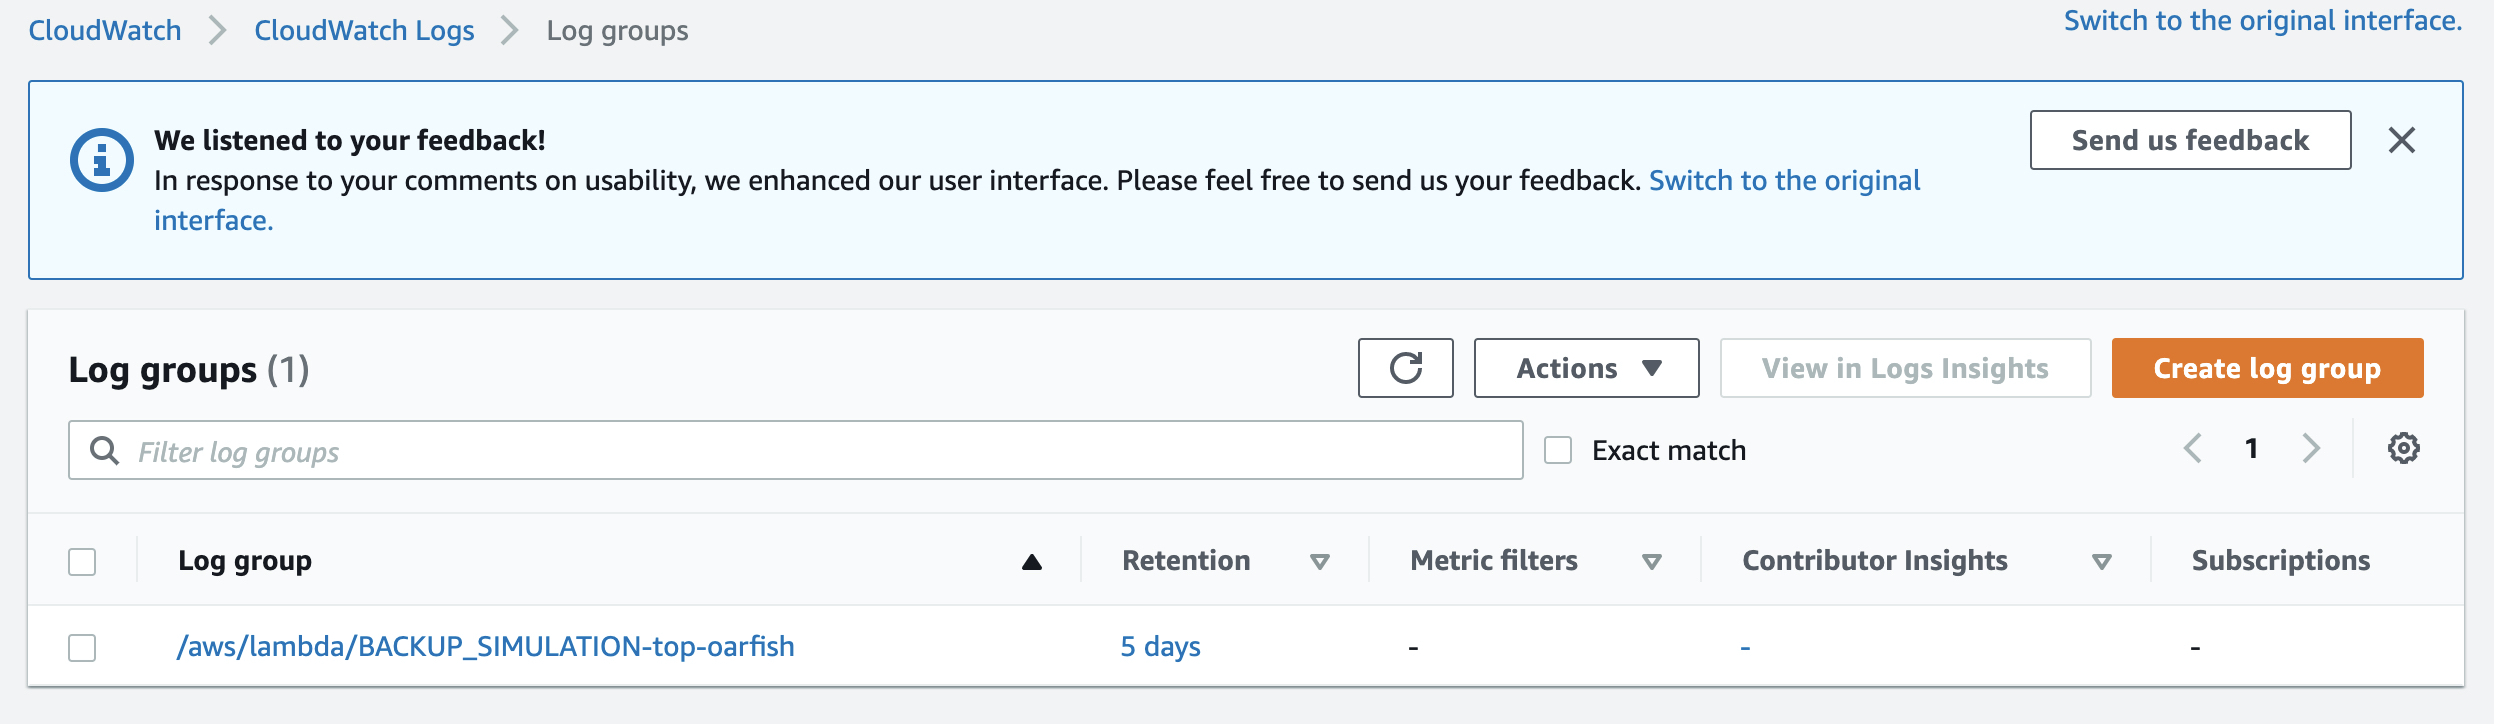 CloudWatch > CloudWatch Logs > Log groups
Switch to the original interface.
We listened to your feedback!
In response to your comments on usability, we enhanced our user interface. Please feel free to send us your feedback. Switch to the original
interface.
Send us feedback
Log groups (1)
Actions
View in Logs Insights
Create log group
Filter log groups
Exact match
1
Log group Retention Metric filters Contributor Insights Subscriptions
/aws/lambda/BACKUP_SIMULATION-top-oarfish 5 days - - -